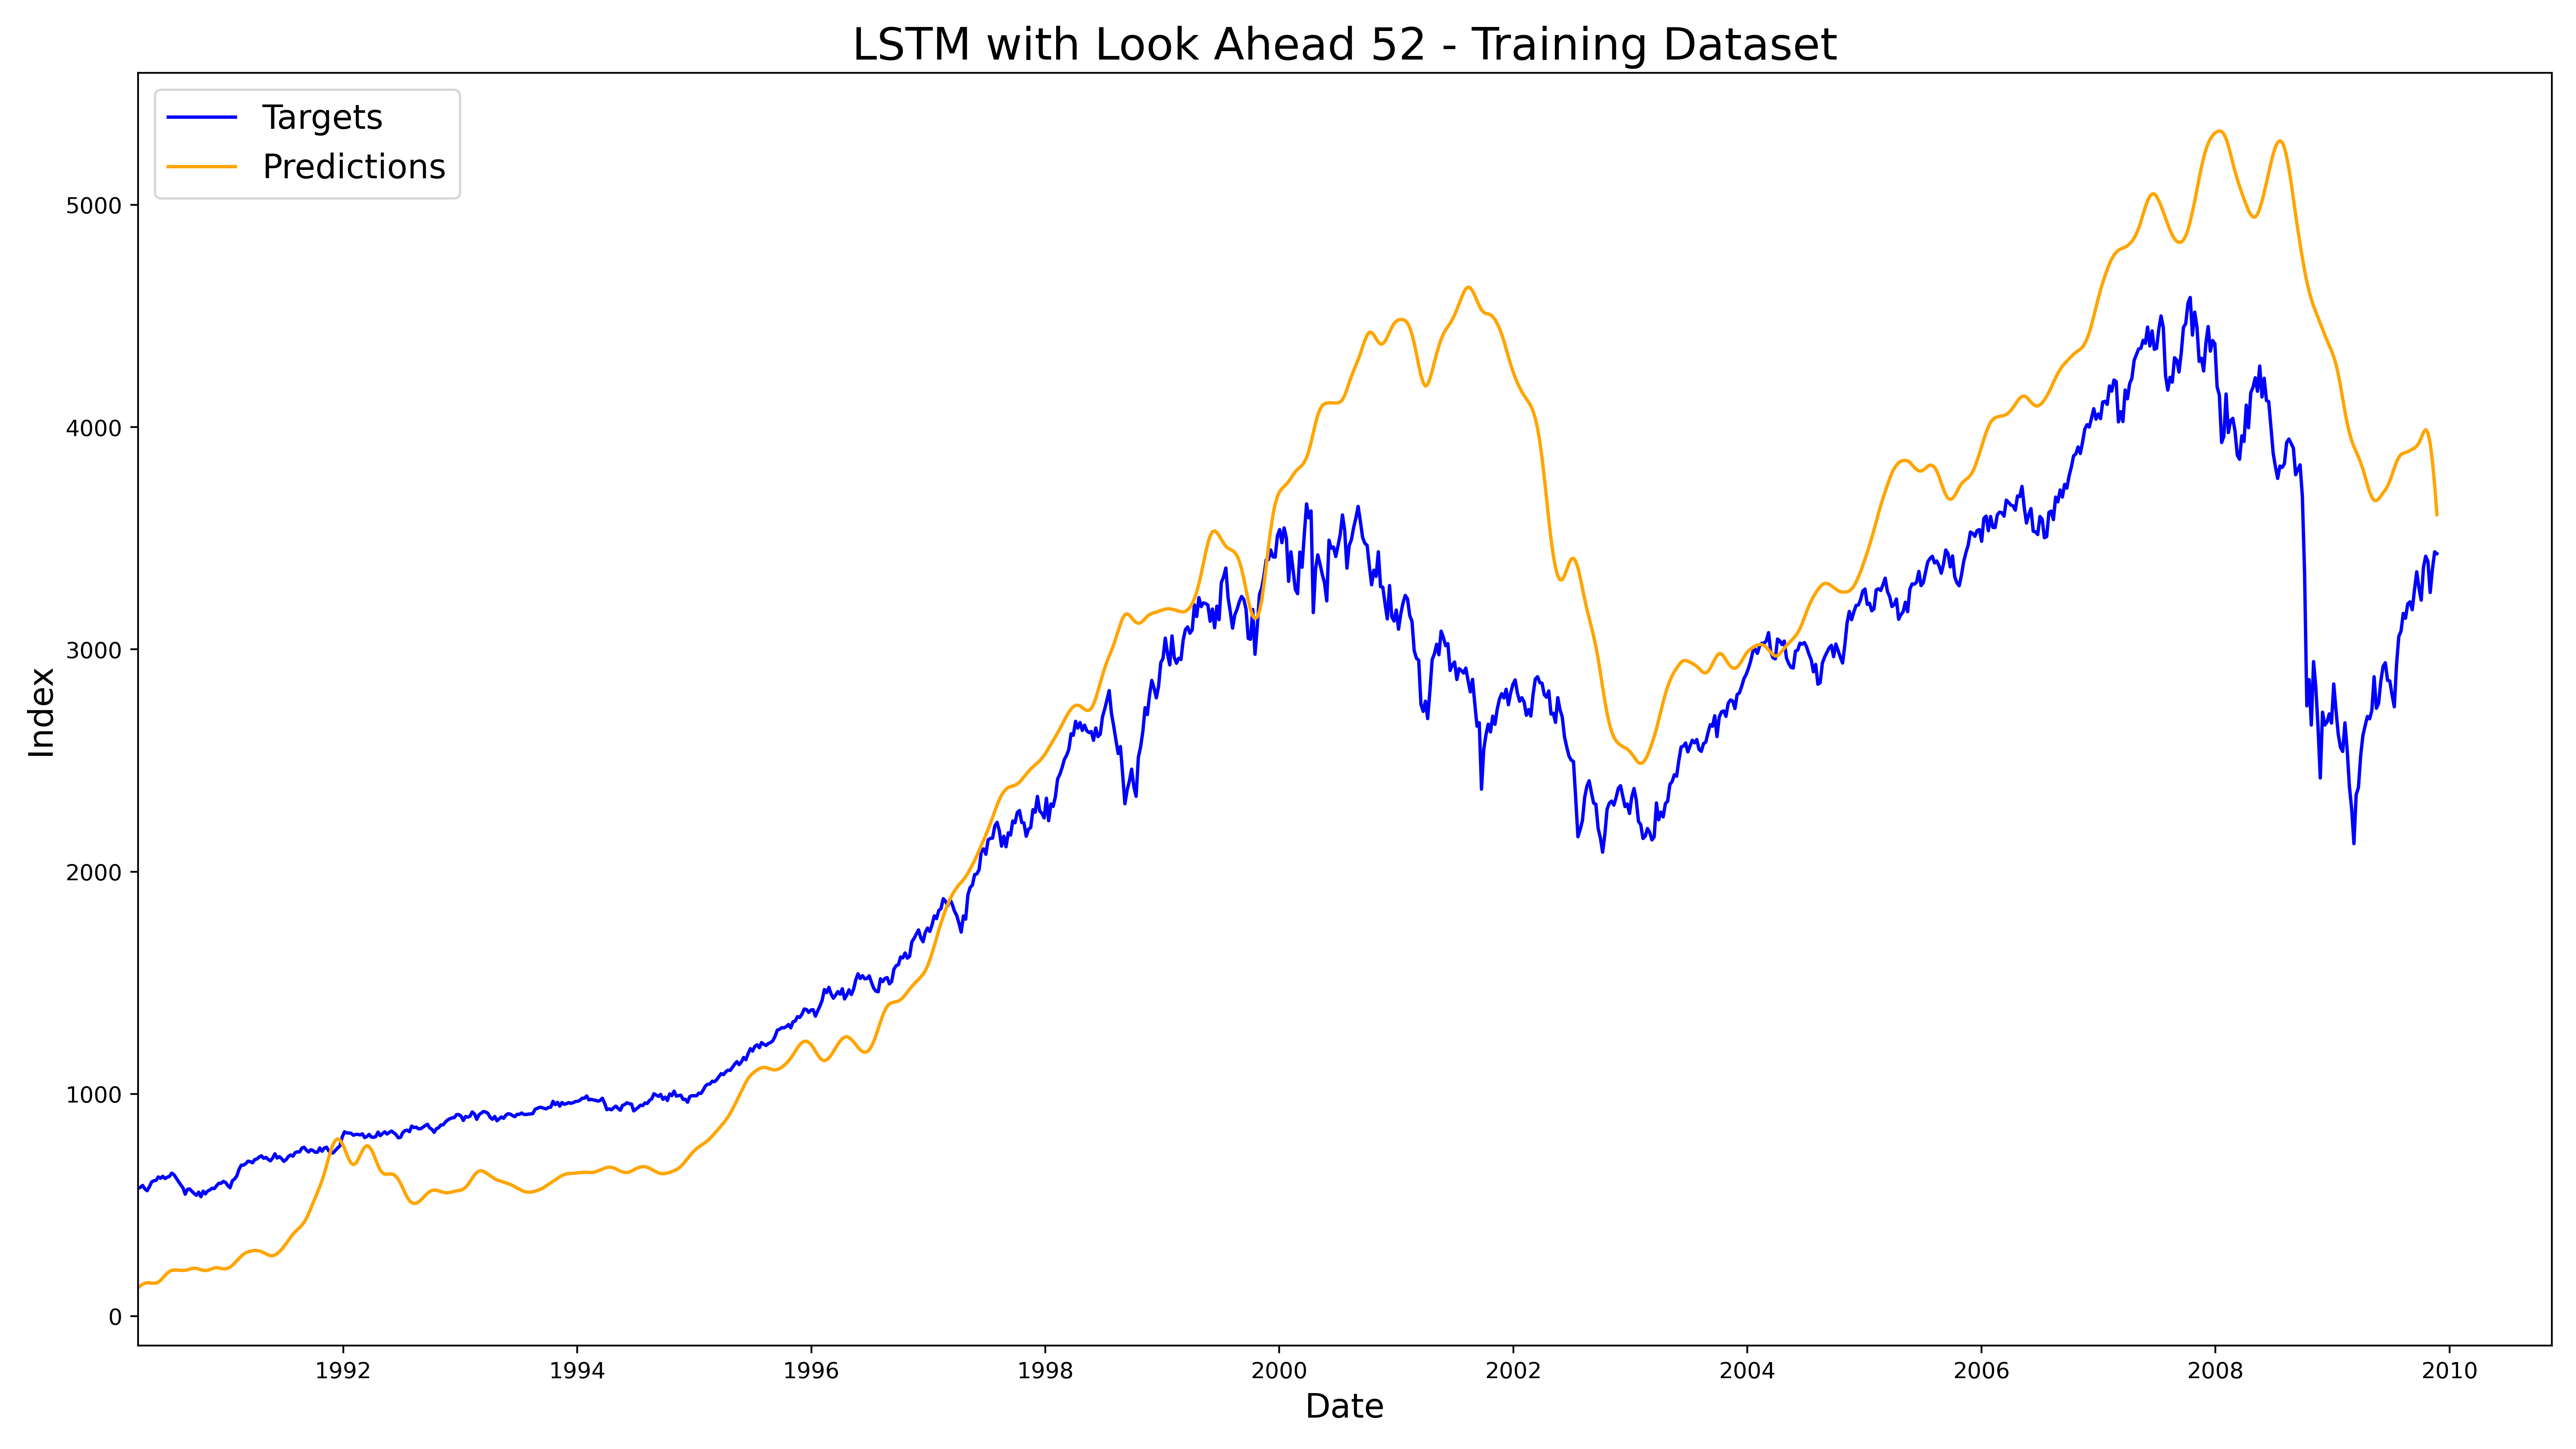 LSTM with Look Ahead 52 - Training Dataset
Targets
Predictions
5000
4000
3000
2000
1000
0
Index
1992 1994 1996 1998 2000 2002 2004 2006 2008 2010
Date